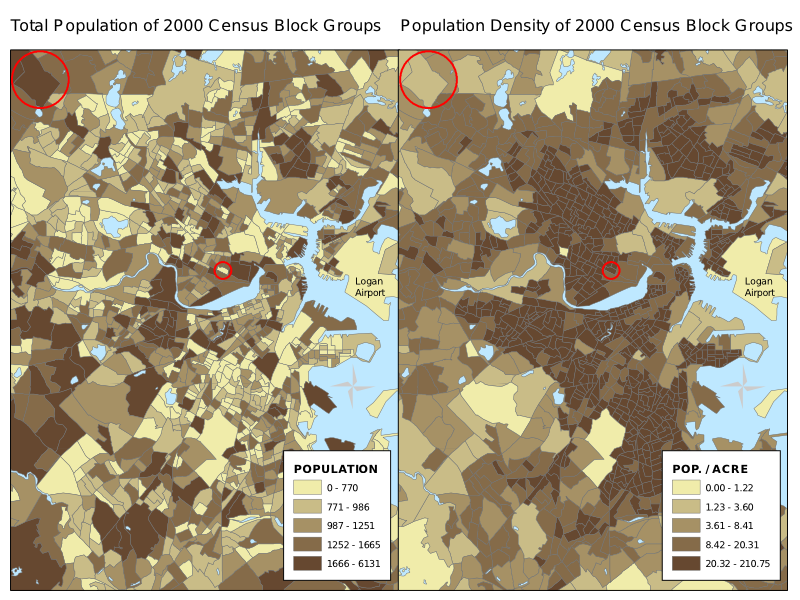 Total Population of 2000 Census Block Groups
Population Density of 2000 Census Block Groups
Logan
Airport
Logan
Airport
POPULATION
0 - 770
771 - 986
987 - 1251
1252 - 1665
1666 - 6131
POP. / ACRE
0.00 - 1.22
1.23 - 3.60
3.61 - 8.41
8.42 - 20.31
20.32 - 210.75